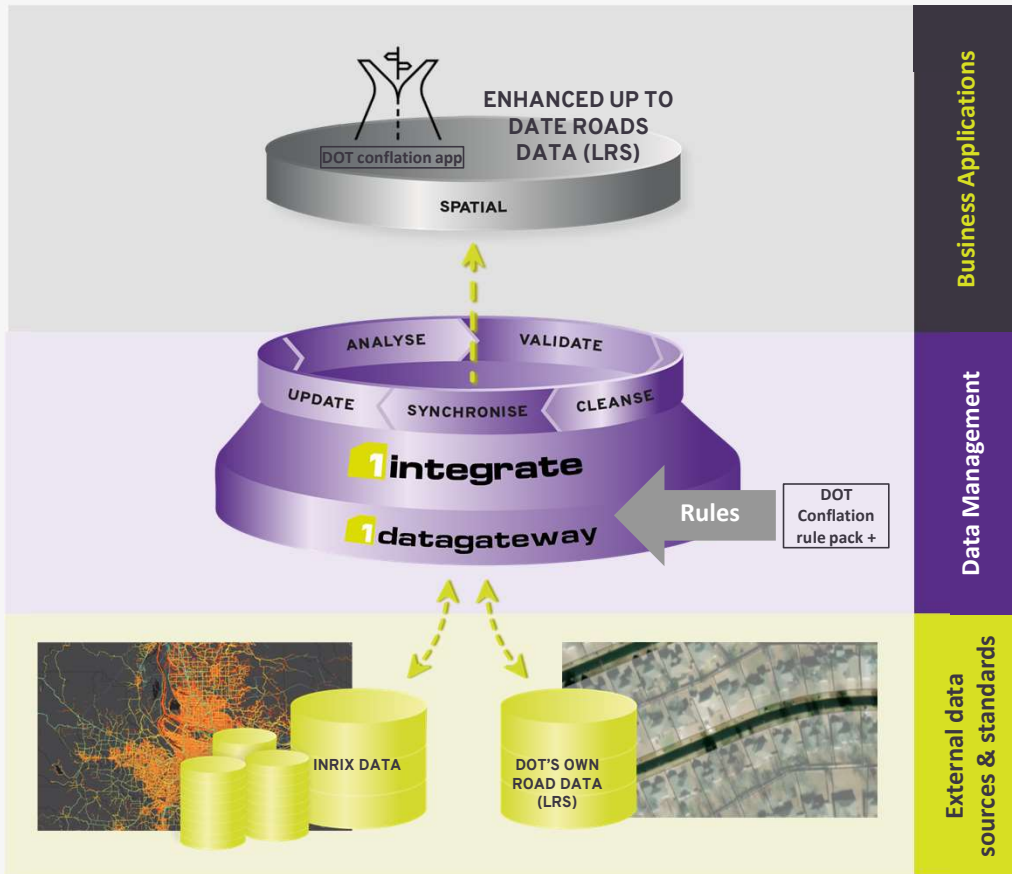 ENHANCED UP TO
DATE ROADS
DATA (LRS)
DOT conflation app
SPATIAL
Business Applications
ANALYSE
VALIDATE
UPDATE
SYNCHRONISE
CLEANSE
1integrate
1datagateway
Rules
DOT
Conflation
rule pack +
Data Management
INRIX DATA
DOT'S OWN
ROAD DATA
(LRS)
External data
sources & standards